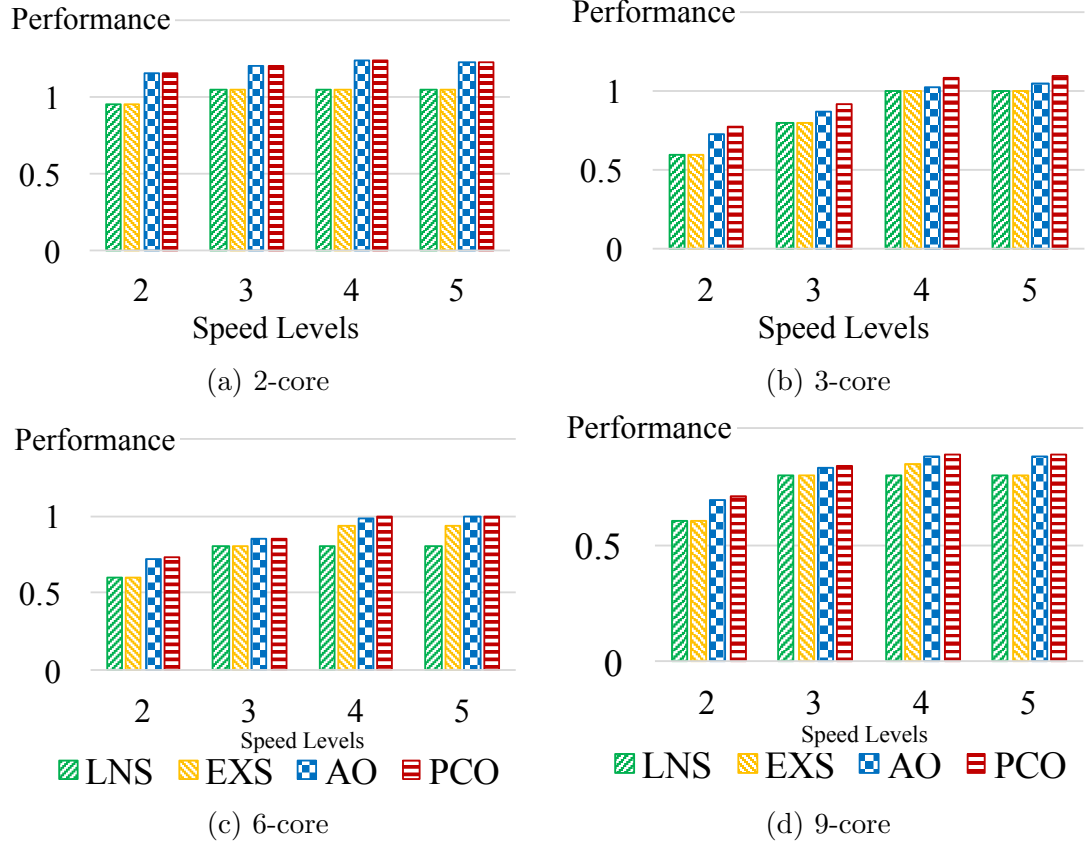 Performance
1
0.5
0
2 3 4 5
Speed Levels
(a) 2-core
Performance
1
0.5
0
2 3 4 5
Speed Levels
(b) 3-core
Performance
1
0.5
0
2 3 4 5
Speed Levels
LNS EXS AO PCO
(c) 6-core
Performance
0.5
0
2 3 4 5
Speed Levels
LNS EXS AO PCO
(d) 9-core